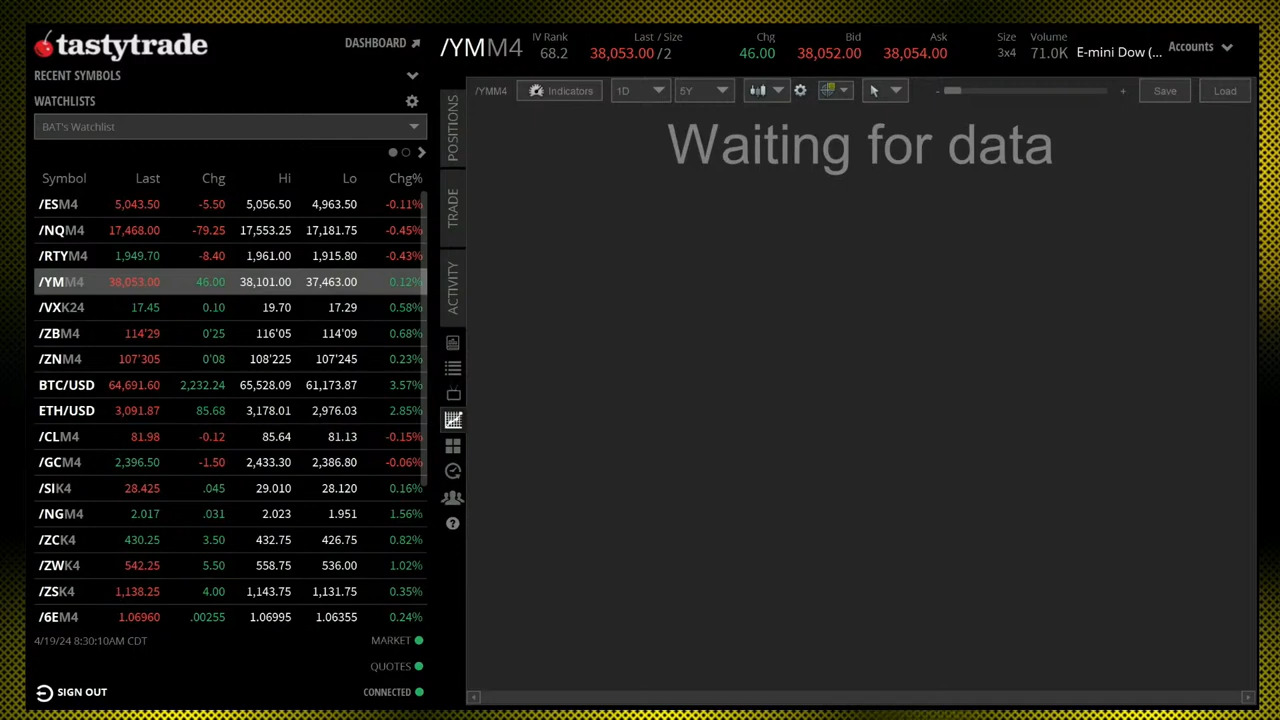 tastytrade
DASHBOARD
RECENT SYMBOLS
WATCHLISTS
BAT's Watchlist
Symbol Last Chg Hi Lo Chg%
/ESM4 5,043.50 -5.50 5,056.50 4,963.50 -0.11%
/NQM4 17,468.00 -79.25 17,553.25 17,181.75 -0.45%
/RTYM4 1,949.70 -8.40 1,961.00 1,915.80 -0.43%
/YMM4 38,053.00 46.00 38,101.00 37,463.00 0.12%
/VXK24 17.45 0.10 19.70 17.29 0.58%
/ZBM4 114'29 0'25 116'05 114'09 0.68%
/ZNM4 107'305 0'08 108'225 107'245 0.23%
BTC/USD 64,691.60 2,232.24 65,528.09 61,173.87 3.57%
ETH/USD 3,091.87 85.68 3,178.01 2,976.03 2.85%
/CLM4 81.98 -0.12 85.64 81.13 -0.15%
/GCM4 2,396.50 -1.50 2,433.30 2,386.80 -0.06%
/SIK4 28.425 .045 29.010 28.120 0.16%
/NGM4 2.017 .031 2.023 1.951 1.56%
/ZCK4 430.25 3.50 432.75 426.75 0.82%
/ZWK4 542.25 5.50 558.75 536.00 1.02%
/ZSK4 1,138.25 4.00 1,143.75 1,131.75 0.35%
/6EM4 1.06960 .00255 1.06995 1.06355 0.24%
4/19/24 8:30:10AM CDT
MARKET
QUOTES
CONNECTED
SIGN OUT
POSITIONS
TRADE
ACTIVITY
?
/YMM4
IV Rank Last / Size Chg Bid Ask Size Volume
68.2 38,053.00 /2 46.00 38,052.00 38,054.00 3x4 71.0K E-mini Dow (...
Accounts
/YMM4 Indicators 1D 5Y - + Save Load
Waiting for data